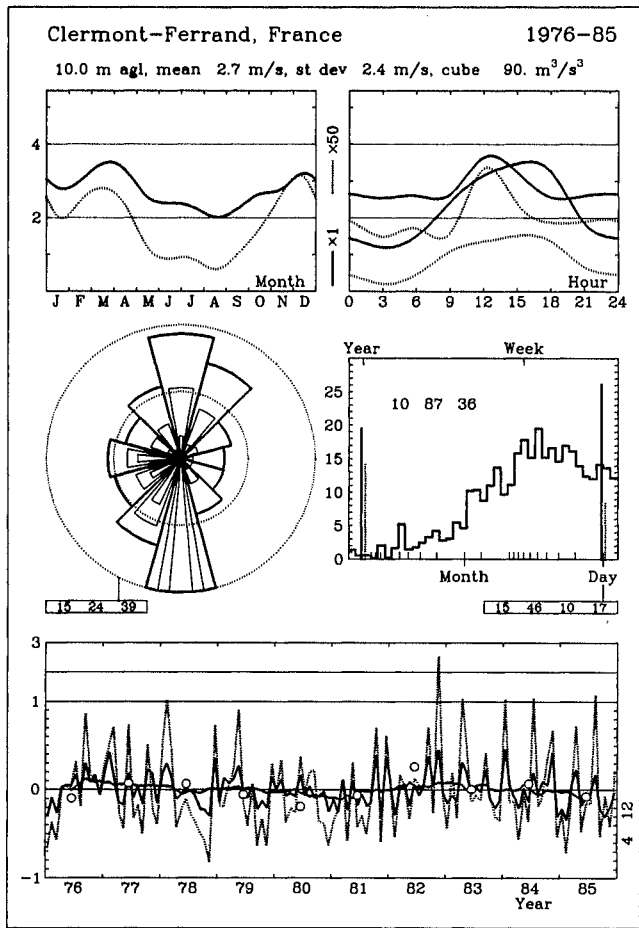 Clermont-Ferrand, France 1976-85
10.0 m agl, mean 2.7 m/s, st dev 2.4 m/s, cube 90. m³/s³
4
2
Month
J F M A M J J A S O N D
×1 ×50
Hour
0 3 6 9 12 15 18 21 24
15 24 39
Year Week
25
20
15
10
5
0
10 87 36
Month Day
15 46 10 17
3
1
0
-1
76 77 78 79 80 81 82 83 84 85
Year
4 12